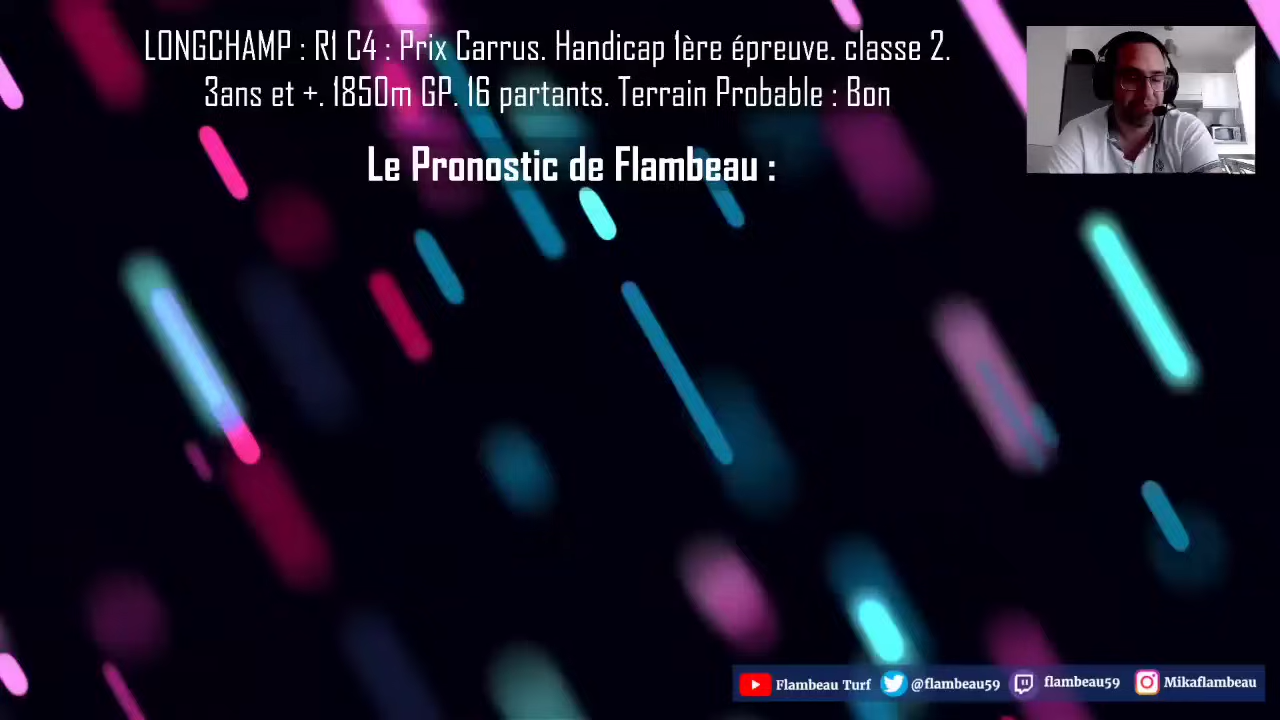 LONGCHAMP : R1 C4 : Prix Carrus. Handicap 1ère épreuve. classe 2.
3ans et +. 1850m GP. 16 partants. Terrain Probable : Bon
Le Pronostic de Flambeau :
Flambeau Turf @flambeau59 flambeau59 Mikaflambeau